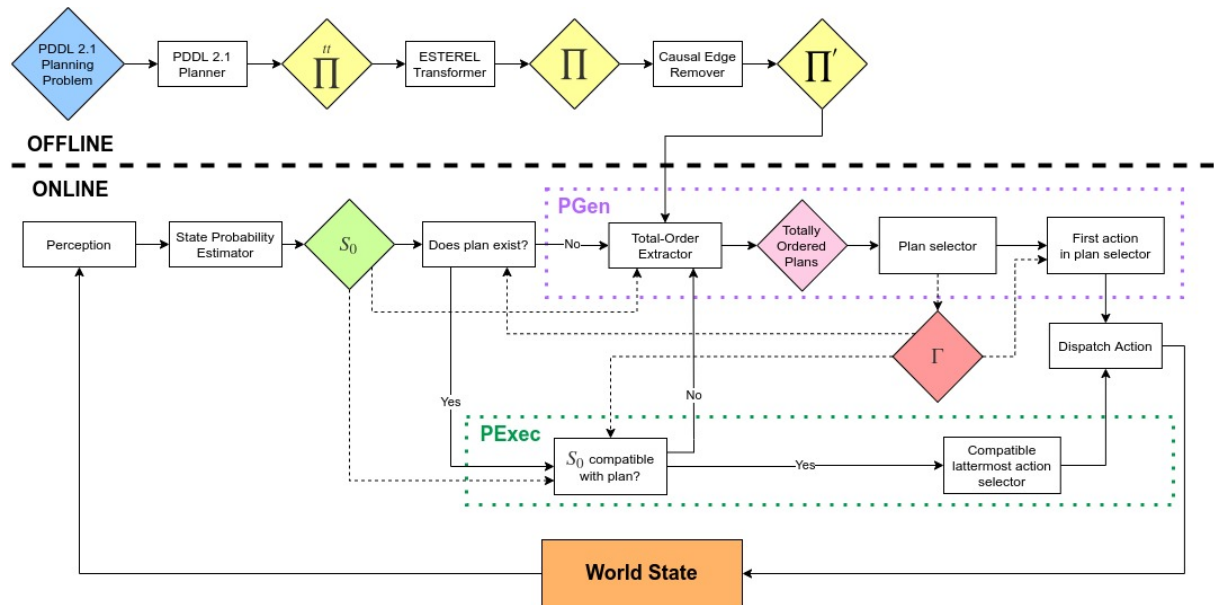 PDDL 2.1
Planning
Problem
PDDL 2.1
Planner
tt
∏
ESTEREL
Transformer
∏
Causal Edge
Remover
∏′
OFFLINE
ONLINE
PGen
Perception
State Probability
Estimator
S₀
Does plan exist?
No
Total-Order
Extractor
Totally
Ordered
Plans
Plan selector
First action
in plan selector
Γ
Dispatch Action
Yes
No
PExec
S₀ compatible
with plan?
Yes
Compatible
lattermost action
selector
World State